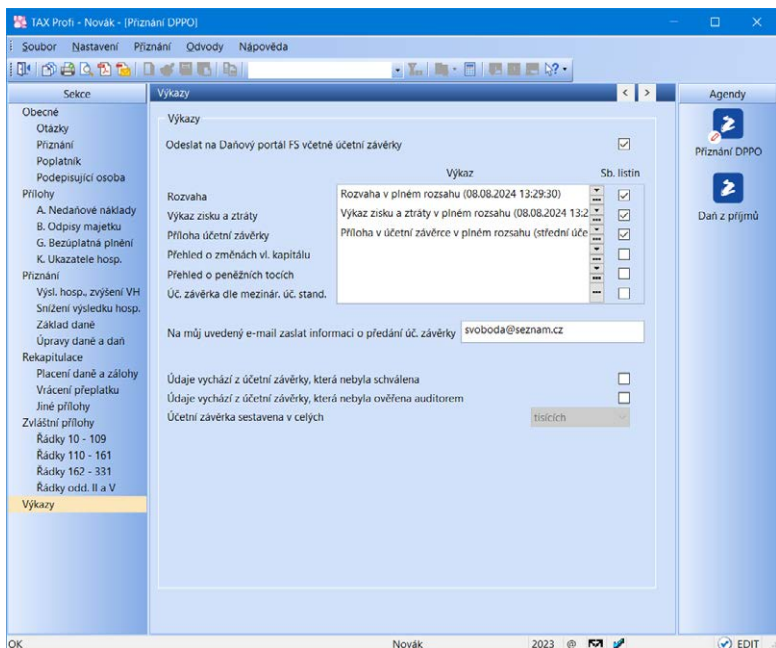 TAX Profi - Novák - [Přiznání DPPO]
Soubor Nastavení Přiznání Odvody Nápověda
Sekce
Obecné
Otázky
Přiznání
Poplatník
Podepisující osoba
Přílohy
A. Nedaňové náklady
B. Odpisy majetku
G. Bezúplatná plnění
K. Ukazatele hosp.
Přiznání
Výsl. hosp., zvýšení VH
Snížení výsledku hosp.
Základ daně
Úpravy daně a daň
Rekapitulace
Placení daně a zálohy
Vrácení přeplatku
Jiné přílohy
Zvláštní přílohy
Řádky 10 - 109
Řádky 110 - 161
Řádky 162 - 331
Řádky odd. II a V
Výkazy
Výkazy
Výkazy
Odeslat na Daňový portál FS včetně účetní závěrky
Výkaz Sb. listin
Rozvaha Rozvaha v plném rozsahu (08.08.2024 13:29:30)
Výkaz zisku a ztráty Výkaz zisku a ztráty v plném rozsahu (08.08.2024 13:2
Příloha účetní závěrky Příloha v účetní závěrce v plném rozsahu (střední úče
Přehled o změnách vl. kapitálu
Přehled o peněžních tocích
Úč. závěrka dle mezinár. úč. stand.
Na můj uvedený e-mail zaslat informaci o předání úč. závěrky svoboda@seznam.cz
Údaje vychází z účetní závěrky, která nebyla schválena
Údaje vychází z účetní závěrky, která nebyla ověřena auditorem
Účetní závěrka sestavena v celých tisících
Agendy
Přiznání DPPO
Daň z příjmů
OK Novák 2023 @ EDIT